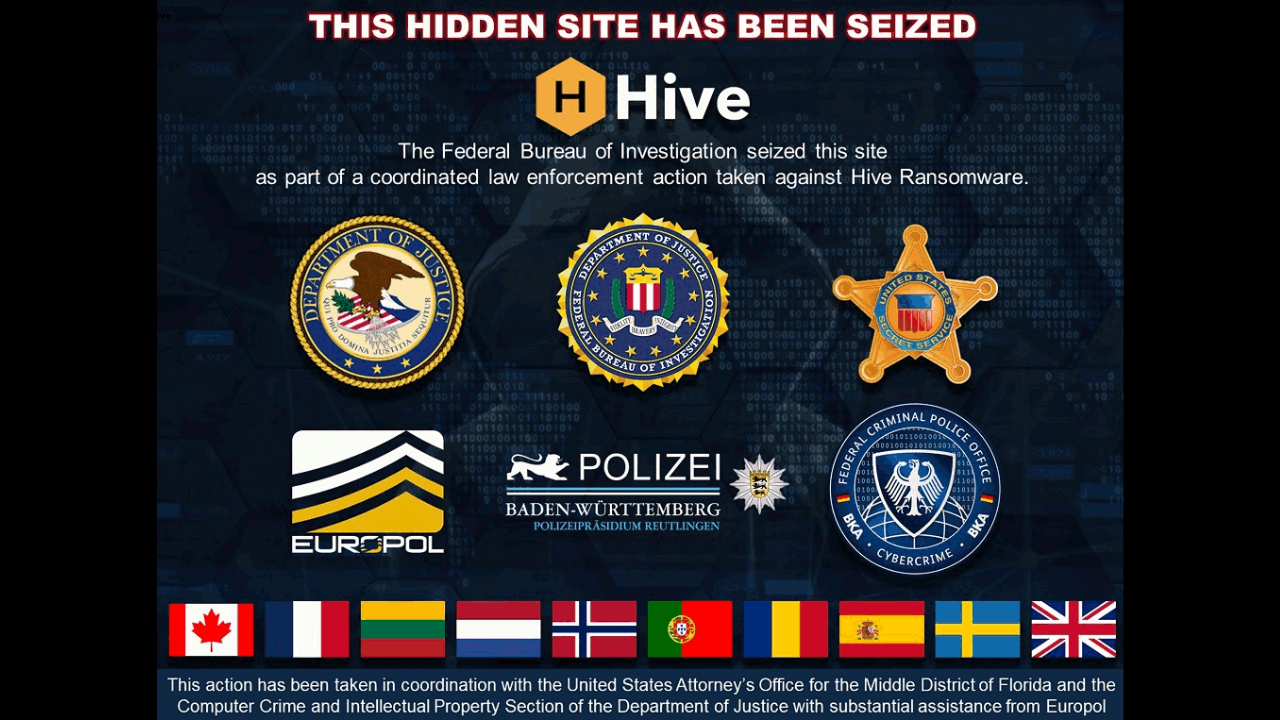 THIS HIDDEN SITE HAS BEEN SEIZED
H Hive
The Federal Bureau of Investigation seized this site
as part of a coordinated law enforcement action taken against Hive Ransomware.
DEPARTMENT OF JUSTICE
QUI PRO DOMINA JUSTITIA SEQUITUR
DEPARTMENT OF JUSTICE
FEDERAL BUREAU OF INVESTIGATION
FIDELITY BRAVERY INTEGRITY
UNITED STATES
SECRET SERVICE
EUROPOL
POLIZEI
BADEN-WÜRTTEMBERG
POLIZEIPRÄSIDIUM REUTLINGEN
FEDERAL CRIMINAL POLICE OFFICE
BKA • CYBERCRIME • BKA
This action has been taken in coordination with the United States Attorney's Office for the Middle District of Florida and the
Computer Crime and Intellectual Property Section of the Department of Justice with substantial assistance from Europol